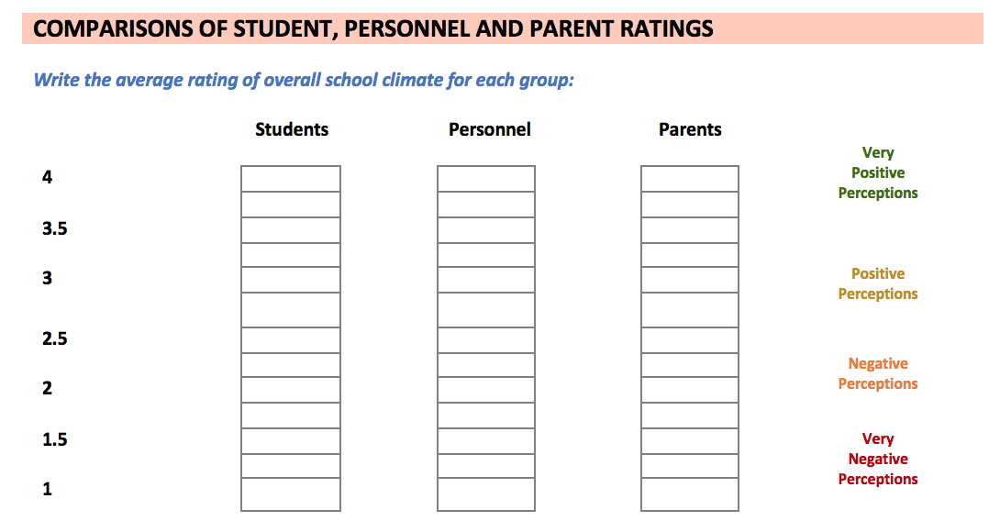 COMPARISONS OF STUDENT, PERSONNEL AND PARENT RATINGS
Write the average rating of overall school climate for each group:
Students Personnel Parents
Very
Positive
Perceptions
4
3.5
3
Positive
Perceptions
2.5
Negative
Perceptions
2
1.5
Very
Negative
Perceptions
1